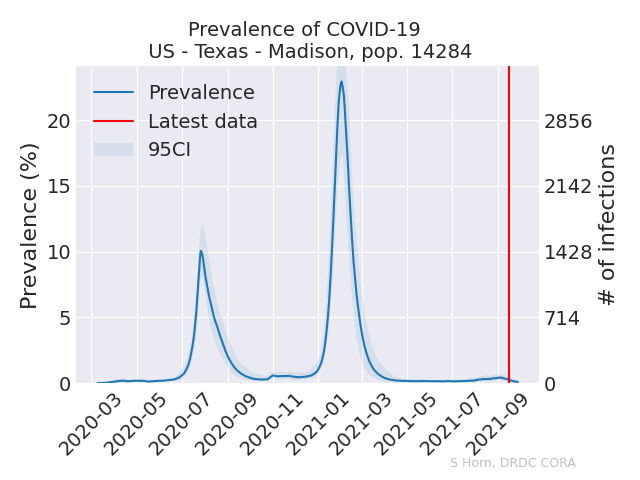 Prevalence of COVID-19
US - Texas - Madison, pop. 14284
Prevalence
Latest data
95CI
Prevalence (%)
20
15
10
5
0
2856
2142
1428
714
0
# of infections
2020-03
2020-05
2020-07
2020-09
2020-11
2021-01
2021-03
2021-05
2021-07
2021-09
S Horn, DRDC CORA